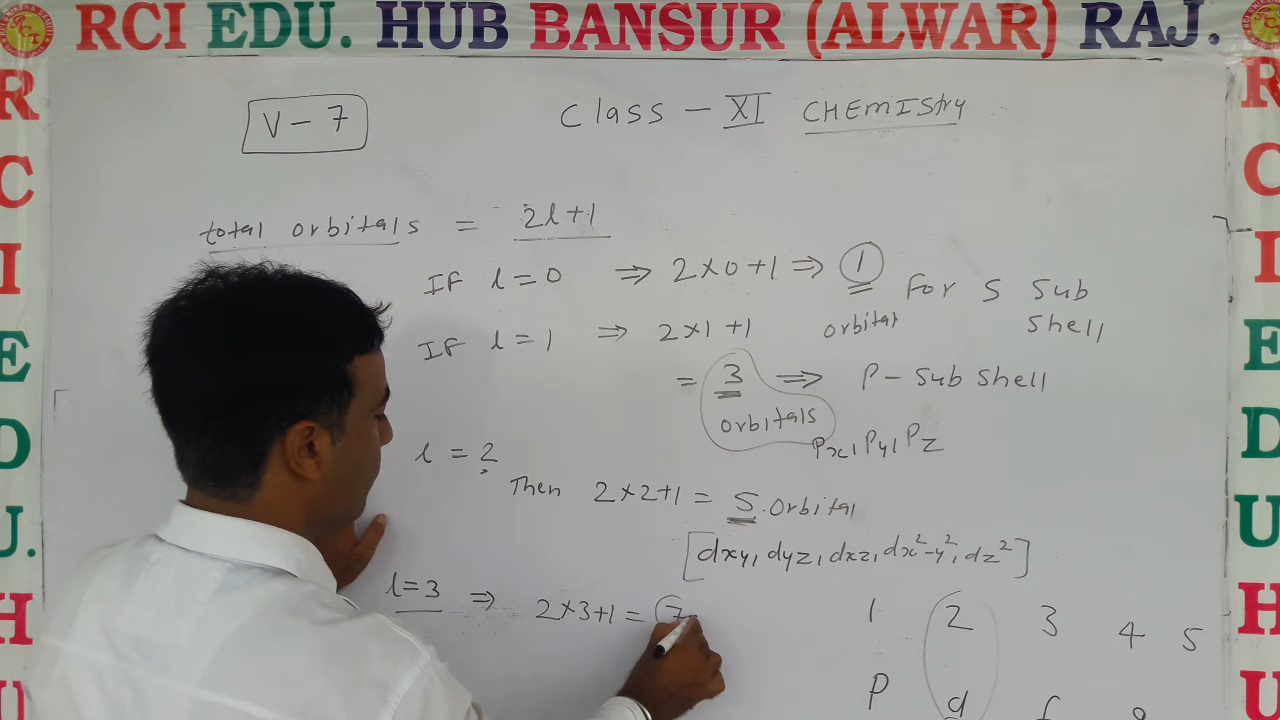 RCI EDU. HUB BANSUR (ALWAR) RAJ.
R
C
I
E
D
U.
H
U
V-7
Class - XI CHEMIStry
total orbitals = 2l+1
IF l=0 ⇒ 2×0+1 ⇒ 1 For S Sub
orbital shell
IF l=1 ⇒ 2×1+1
= 3 ⇒ P- Sub shell
orbitals
Px, Py, Pz
l = 2
Then 2×2+1 = 5 orbital
[dxy, dyz, dxz, dx²-y², dz²]
l=3 ⇒ 2×3+1 = 7
1 2 3 4 5
P d f g
R
C
I
E
D
U
H
U